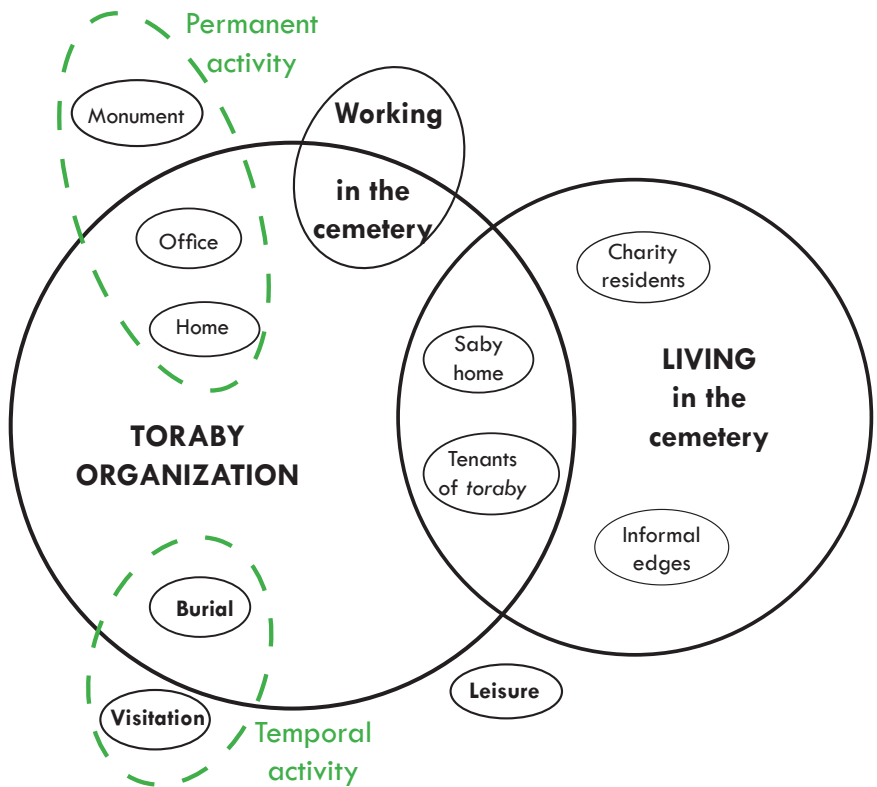 Permanent
activity
Monument
Working
in the
cemetery
Office
Home
Charity
residents
Saby
home
LIVING
in the
cemetery
TORABY
ORGANIZATION
Tenants
of toraby
Informal
edges
Burial
Visitation
Leisure
Temporal
activity